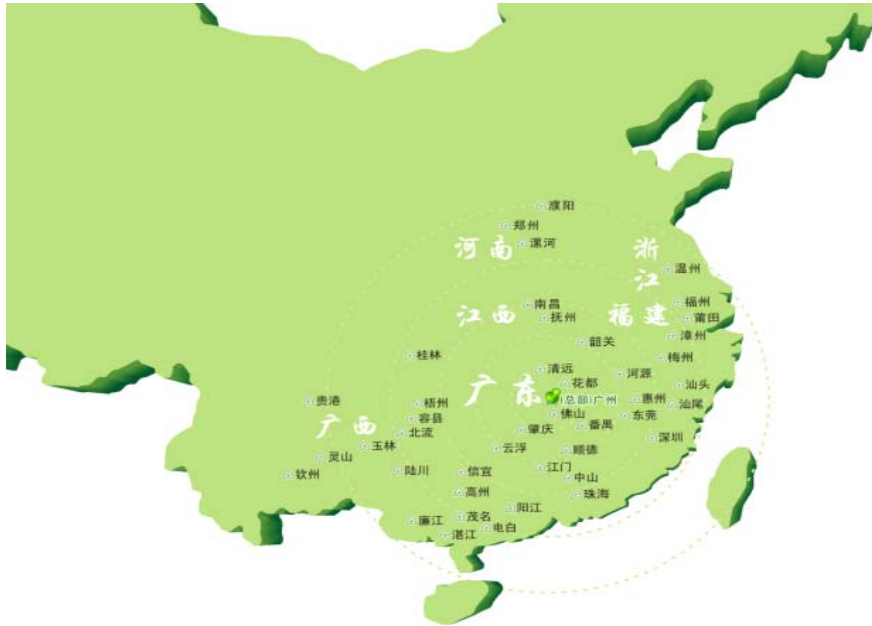 濮阳
郑州
漯河
河南
浙江
温州
南昌
福州
江西
抚州
福建
莆田
韶关
漳州
桂林
梅州
清远
河源
花都
汕头
广东
(总部)广州
惠州
贵港
梧州
汕尾
佛山
东莞
容县
广西
番禺
肇庆
北流
深圳
玉林
云浮
顺德
灵山
江门
陆川
信宜
钦州
中山
高州
珠海
阳江
茂名
廉江
电白
湛江